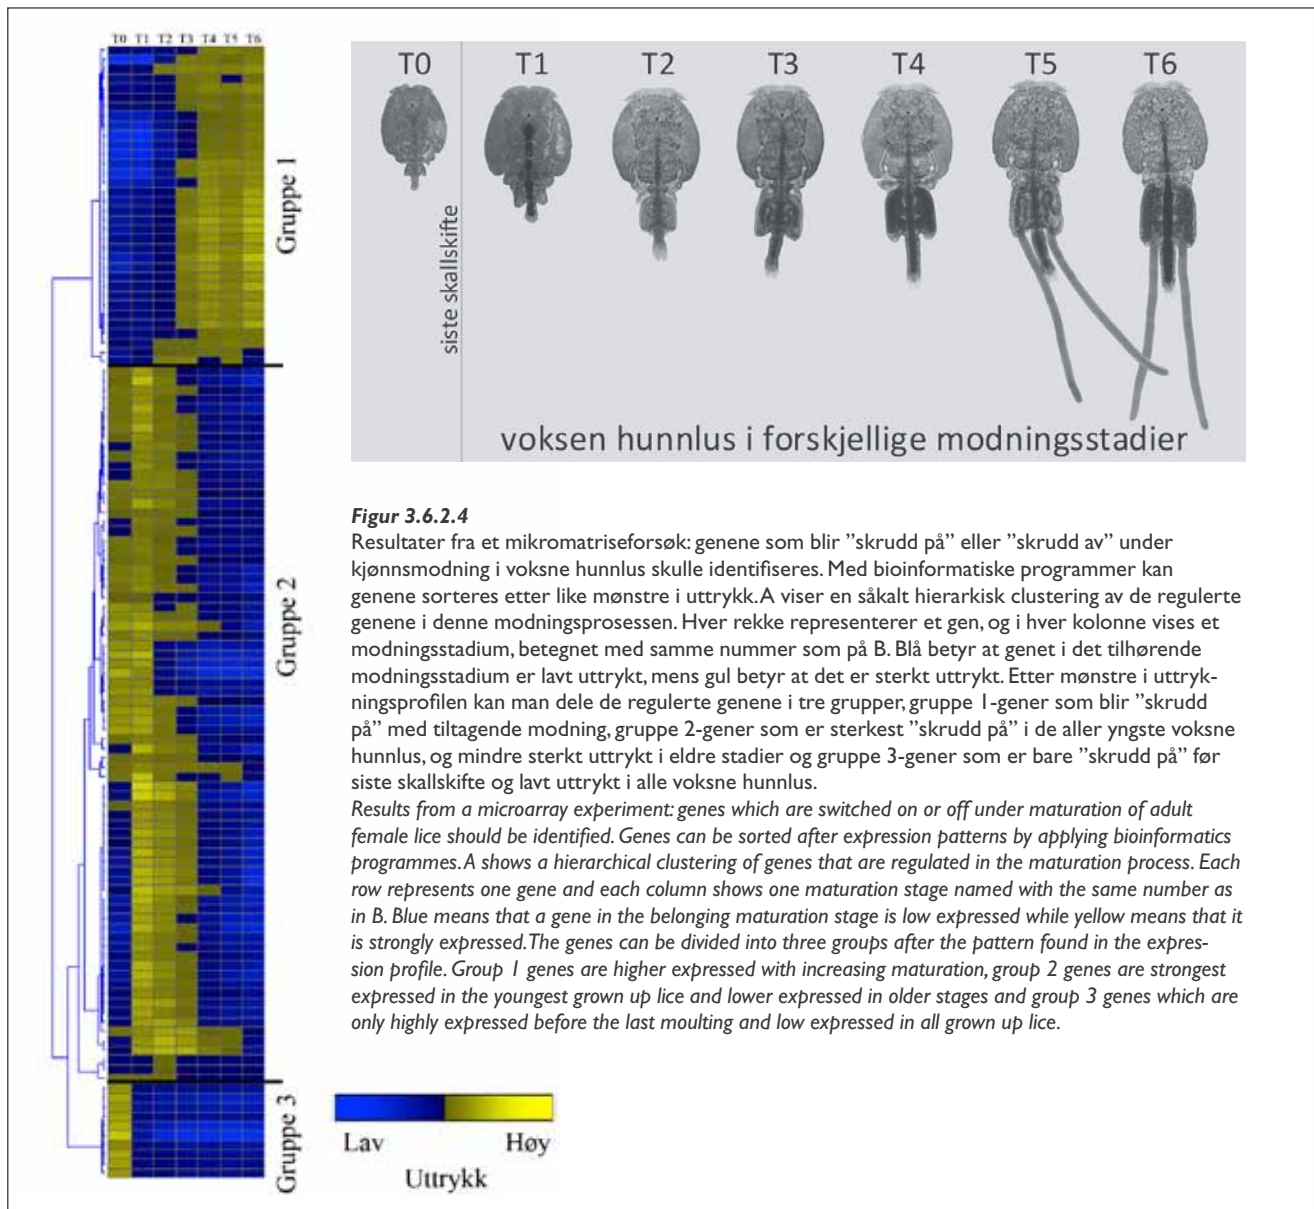 T0 T1 T2 T3 T4 T5 T6
Gruppe 1
Gruppe 2
Gruppe 3
T0 T1 T2 T3 T4 T5 T6
siste skallskifte
voksen hunnlus i forskjellige modningsstadier
Figur 3.6.2.4
Resultater fra et mikromatriseforsøk: genene som blir ”skrudd på” eller ”skrudd av” under
kjønnsmodning i voksne hunnlus skulle identifiseres. Med bioinformatiske programmer kan
genene sorteres etter like mønstre i uttrykk. A viser en såkalt hierarkisk clustering av de regulerte
genene i denne modningsprosessen. Hver rekke representerer et gen, og i hver kolonne vises et
modningsstadium, betegnet med samme nummer som på B. Blå betyr at genet i det tilhørende
modningsstadium er lavt uttrykt, mens gul betyr at det er sterkt uttrykt. Etter mønstre i uttryk-
ningsprofilen kan man dele de regulerte genene i tre grupper, gruppe 1-gener som blir ”skrudd
på” med tiltagende modning, gruppe 2-gener som er sterkest ”skrudd på” i de aller yngste voksne
hunnlus, og mindre sterkt uttrykt i eldre stadier og gruppe 3-gener som er bare ”skrudd på” før
siste skallskifte og lavt uttrykt i alle voksne hunnlus.
Results from a microarray experiment: genes which are switched on or off under maturation of adult
female lice should be identified. Genes can be sorted after expression patterns by applying bioinformatics
programmes. A shows a hierarchical clustering of genes that are regulated in the maturation process. Each
row represents one gene and each column shows one maturation stage named with the same number as
in B. Blue means that a gene in the belonging maturation stage is low expressed while yellow means that it
is strongly expressed. The genes can be divided into three groups after the pattern found in the expres-
sion profile. Group 1 genes are higher expressed with increasing maturation, group 2 genes are strongest
expressed in the youngest grown up lice and lower expressed in older stages and group 3 genes which are
only highly expressed before the last moulting and low expressed in all grown up lice.
Lav Høy
Uttrykk